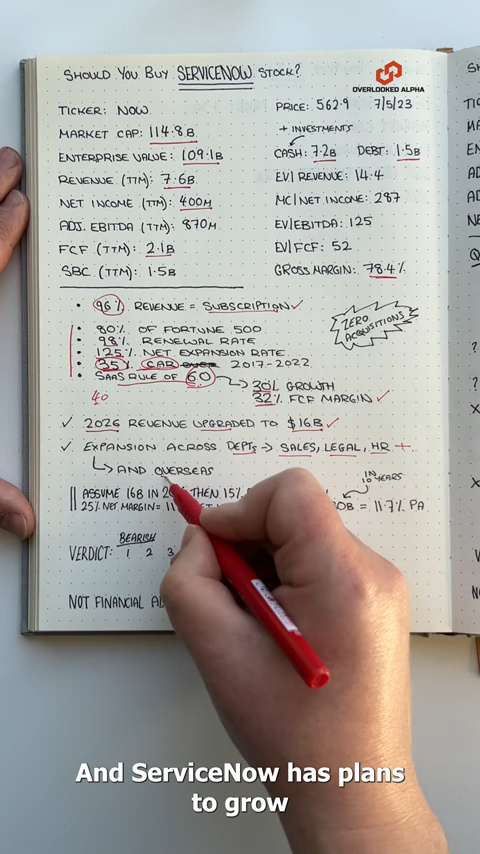 SHOULD YOU BUY SERVICENOW STOCK?
OVERLOOKED ALPHA
TICKER: NOW
PRICE: 562.9 7/5/23
MARKET CAP: 114.8B
+ INVESTMENTS
ENTERPRISE VALUE: 109.1B
CASH: 7.2B DEBT: 1.5B
REVENUE (TTM): 7.6B
EV/REVENUE: 14.4
NET INCOME (TTM): 400M
MC/NET INCOME: 287
ADJ. EBITDA (TTM): 870M
EV/EBITDA: 125
FCF (TTM): 2.1B
EV/FCF: 52
SBC (TTM): 1.5B
GROSS MARGIN: 78.4%
• 96% REVENUE = SUBSCRIPTION ✓
ZERO ACQUISITIONS
• 80% OF FORTUNE 500
• 98% RENEWAL RATE
• 125% NET EXPANSION RATE
• 35% CAR 2017-2022
• SAAS RULE OF 60
40
30% GROWTH
32% FCF MARGIN ✓
✓ 2026 REVENUE UPGRADED TO $16B ✓
✓ EXPANSION ACROSS DEPTS → SALES, LEGAL, HR +
AND OVERSEAS
IN 10 YEARS
ASSUME 16B IN THEN 15%
25% NET MARGIN = = 11.7% PA
BEARISH
VERDICT: 1 2 3
NOT FINANCIAL
And ServiceNow has plans
to grow